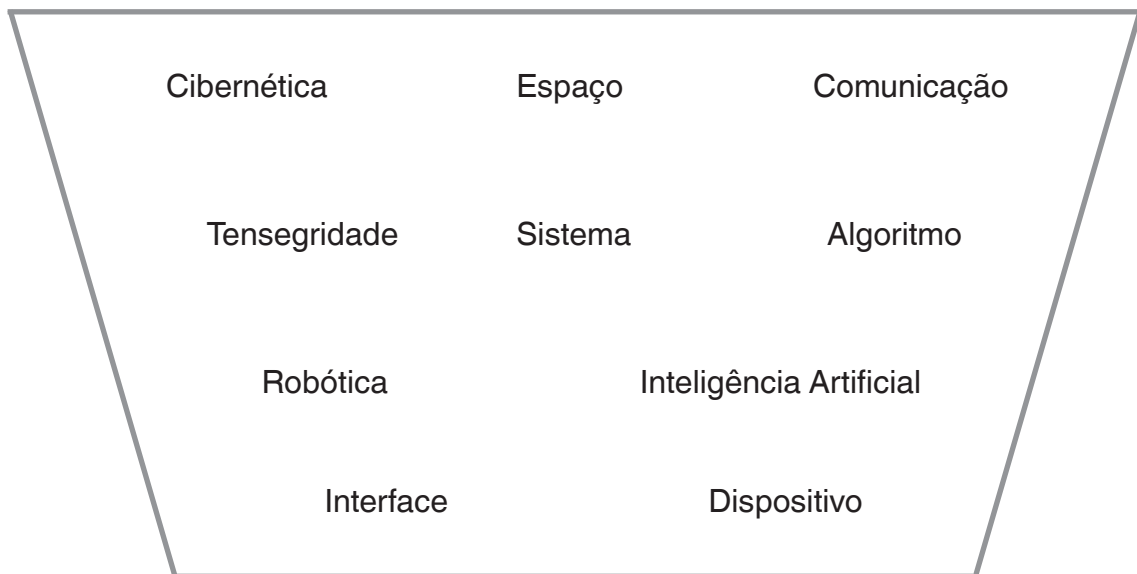 Cibernética Espaço Comunicação
Tensegridade Sistema Algoritmo
Robótica Inteligência Artificial
Interface Dispositivo